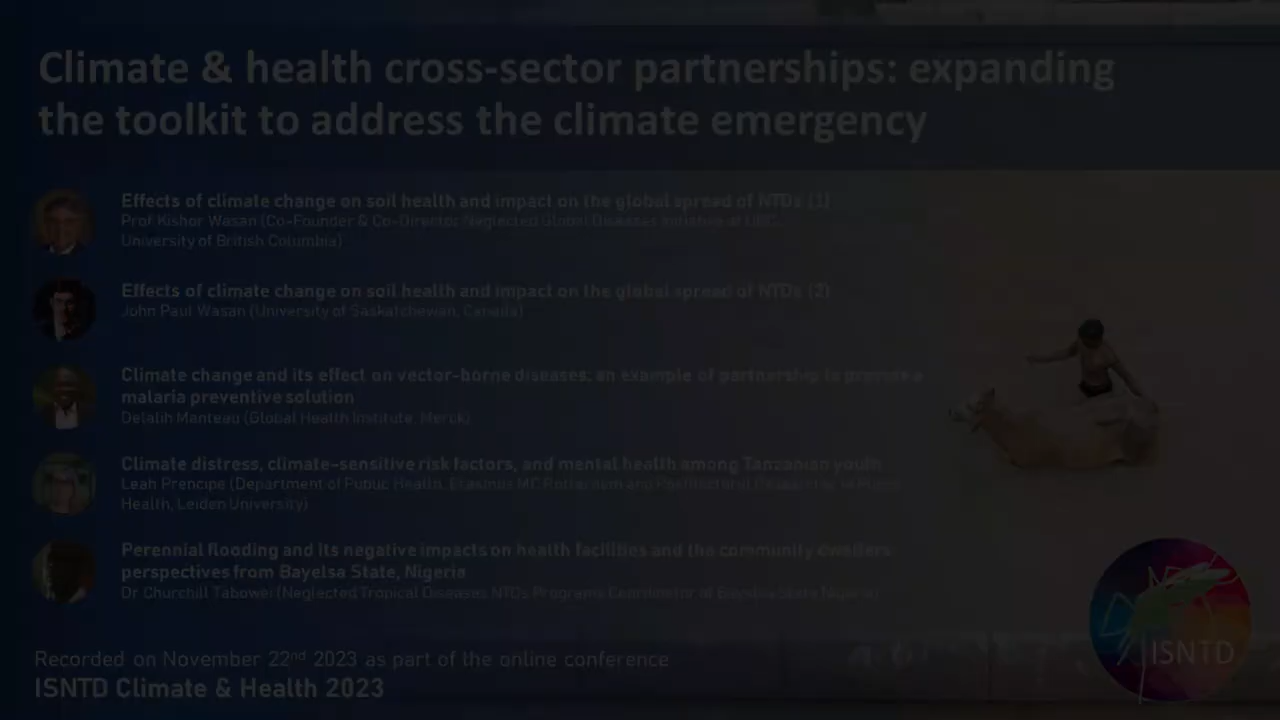 Climate & health cross-sector partnerships: expanding
the toolkit to address the climate emergency
Effects of climate change on soil health and impact on the global spread of NTDs (1)
Prof Kishor Wasan (Co-Founder & Co-Director Neglected Global Diseases Initiative at UBC,
University of British Columbia)
Effects of climate change on soil health and impact on the global spread of NTDs (2)
John Paul Wasan (University of Saskatchewan, Canada)
Climate change and its effect on vector-borne diseases: an example of partnership to promote a
malaria preventive solution
Delalih Manteau (Global Health Institute, Merck)
Climate distress, climate-sensitive risk factors, and mental health among Tanzanian youth
Leah Prencipe (Department of Public Health, Erasmus MC Rotterdam and Postdoctoral Researcher in
Health, Leiden University)
Perennial flooding and its negative impacts on health facilities and the community dwellers
perspectives from Bayelsa State, Nigeria
Dr Churchill Tabowei (Neglected Tropical Diseases NTDs Programs Coordinator at Bayelsa State Nigeria)
Recorded on November 22nd 2023 as part of the online conference
ISNTD Climate & Health 2023
ISNTD